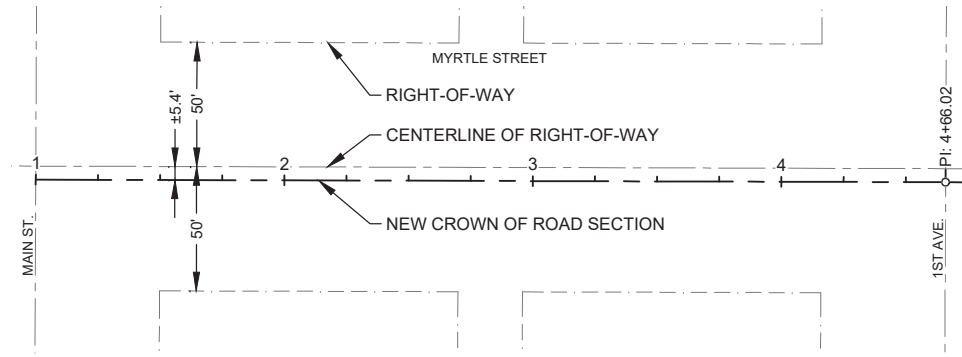 MYRTLE STREET
RIGHT-OF-WAY
±5.4'
50'
PI: 4+66.02
CENTERLINE OF RIGHT-OF-WAY
1
2
3
4
NEW CROWN OF ROAD SECTION
50'
MAIN ST.
1ST AVE.